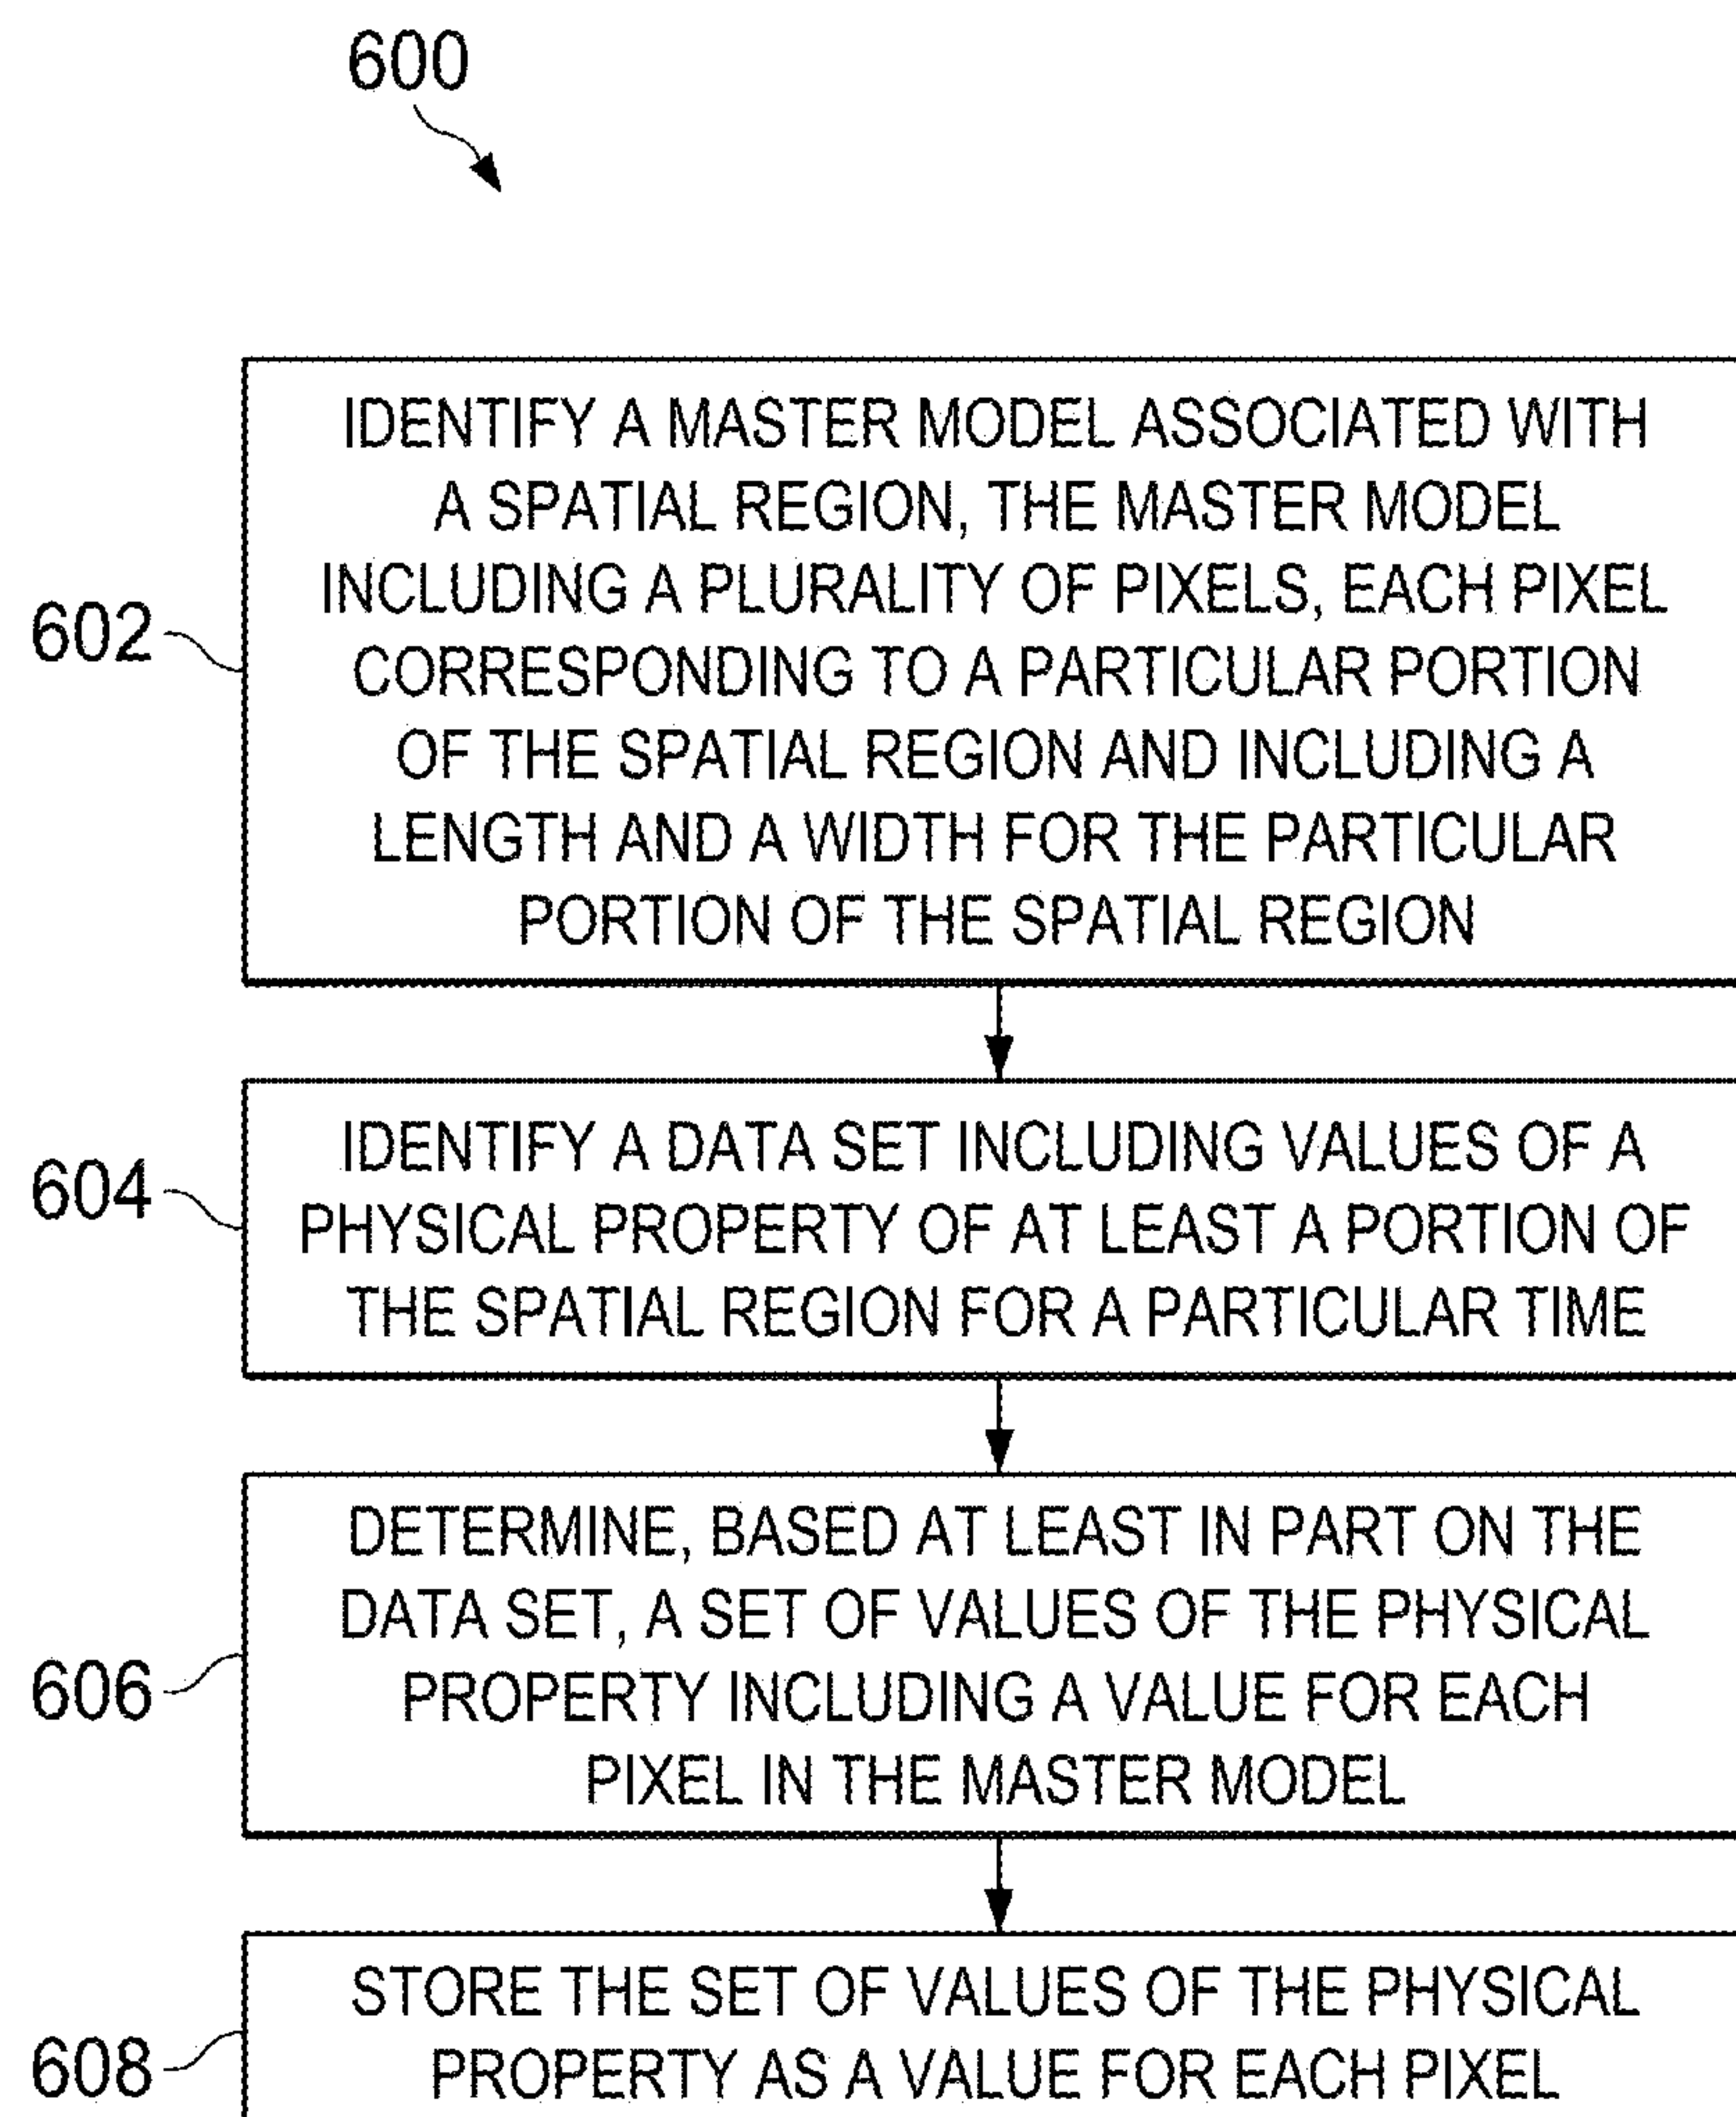 600
602
IDENTIFY A MASTER MODEL ASSOCIATED WITH
A SPATIAL REGION, THE MASTER MODEL
INCLUDING A PLURALITY OF PIXELS, EACH PIXEL
CORRESPONDING TO A PARTICULAR PORTION
OF THE SPATIAL REGION AND INCLUDING A
LENGTH AND A WIDTH FOR THE PARTICULAR
PORTION OF THE SPATIAL REGION
604
IDENTIFY A DATA SET INCLUDING VALUES OF A
PHYSICAL PROPERTY OF AT LEAST A PORTION OF
THE SPATIAL REGION FOR A PARTICULAR TIME
606
DETERMINE, BASED AT LEAST IN PART ON THE
DATA SET, A SET OF VALUES OF THE PHYSICAL
PROPERTY INCLUDING A VALUE FOR EACH
PIXEL IN THE MASTER MODEL
608
STORE THE SET OF VALUES OF THE PHYSICAL
PROPERTY AS A VALUE FOR EACH PIXEL